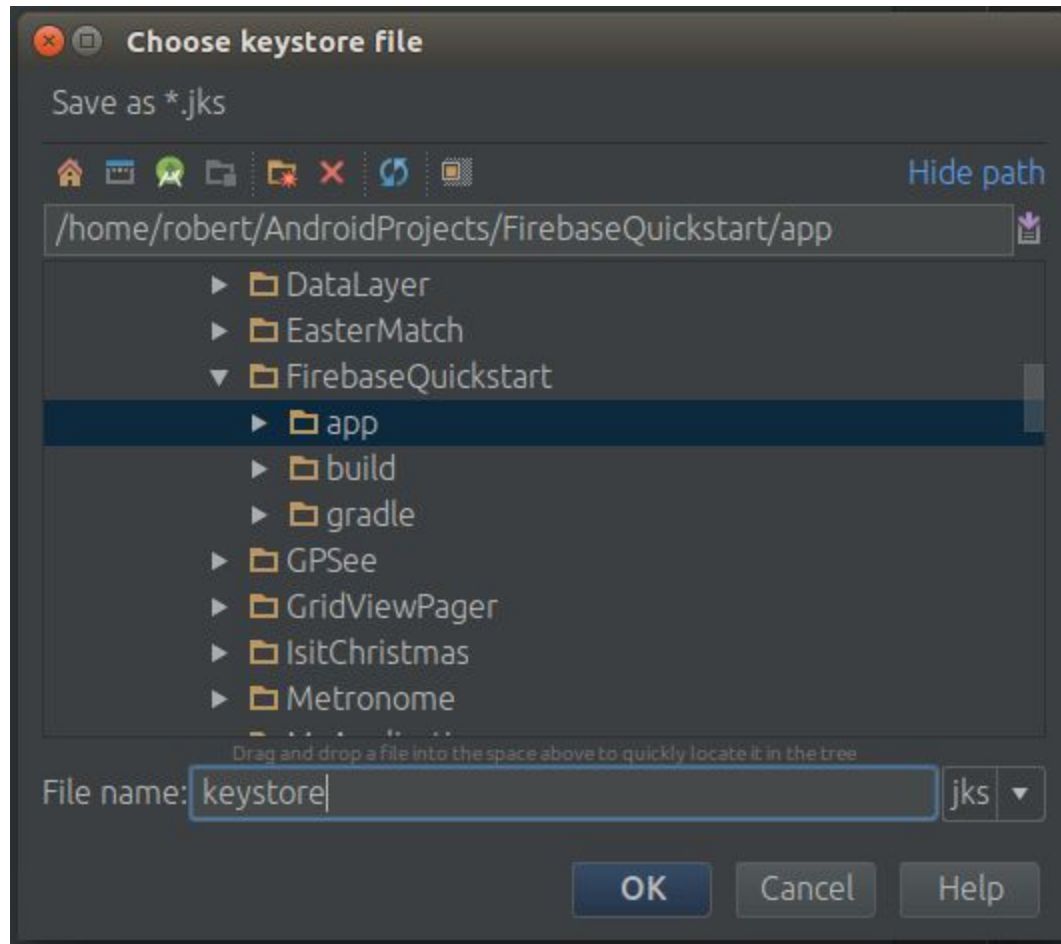 Choose keystore file
Save as *.jks
Hide path
/home/robert/AndroidProjects/FirebaseQuickstart/app
DataLayer
EasterMatch
FirebaseQuickstart
app
build
gradle
GPSee
GridViewPager
IsitChristmas
Metronome
Drag and drop a file into the space above to quickly locate it in the tree
File name: keystore jks
OK Cancel Help